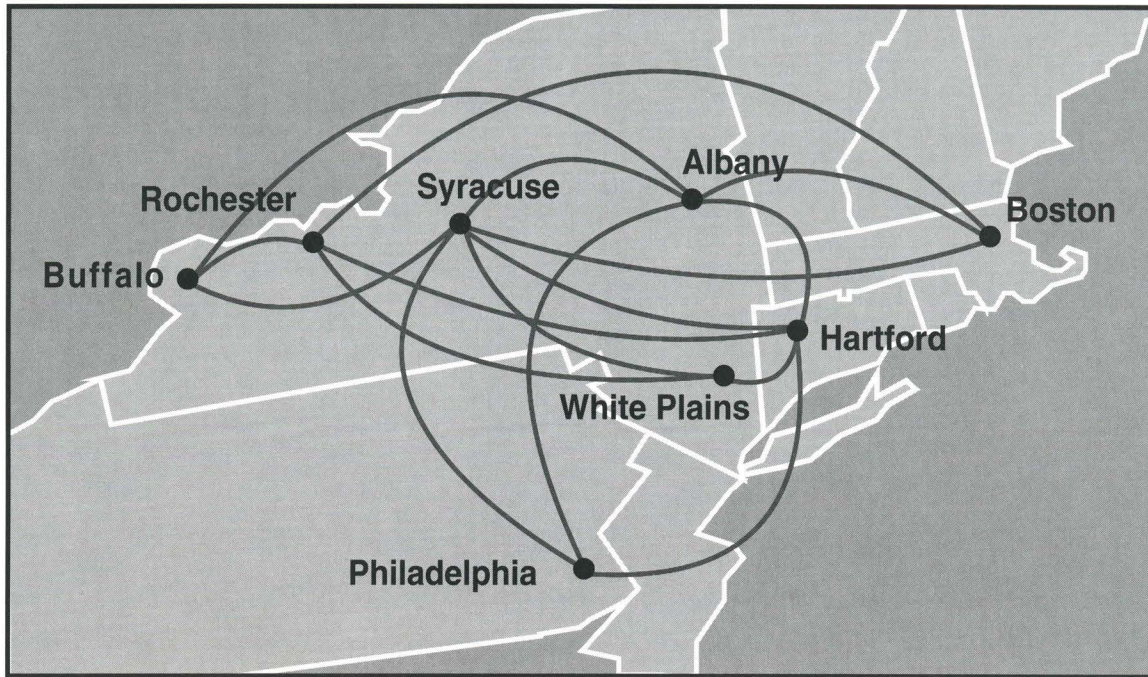 Albany
Syracuse
Rochester
Boston
Buffalo
Hartford
White Plains
Philadelphia